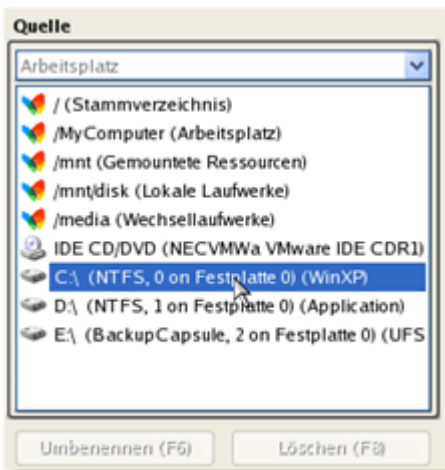 Quelle
Arbeitsplatz
/ (Stammverzeichnis)
/MyComputer (Arbeitsplatz)
/mnt (Gemountete Ressourcen)
/mnt/disk (Lokale Laufwerke)
/media (Wechsellaufwerke)
IDE CD/DVD (NECVMWa VMware IDE CDR1)
C:\ (NTFS, 0 on Festplatte 0) (WinXP)
D:\ (NTFS, 1 on Festplatte 0) (Application)
E:\ (BackupCapsule, 2 on Festplatte 0) (UFS
Umbenennen (F6) Löschen (F8)